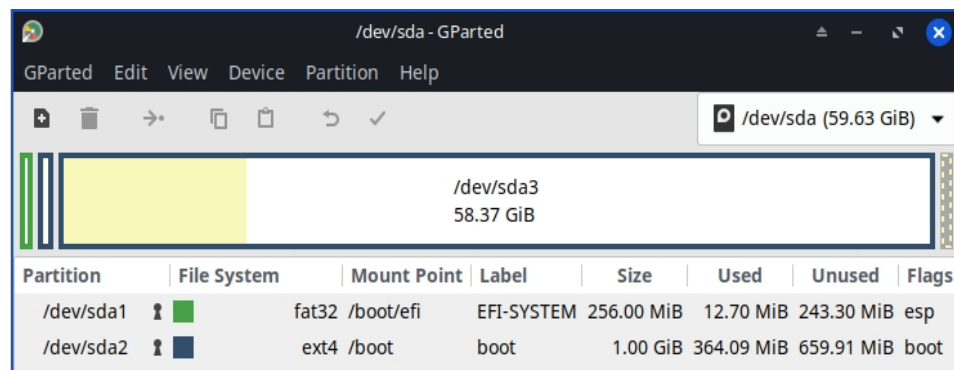 /dev/sda - GParted
GParted Edit View Device Partition Help
/dev/sda (59.63 GiB)
/dev/sda3
58.37 GiB
Partition File System Mount Point Label Size Used Unused Flags
/dev/sda1 fat32 /boot/efi EFI-SYSTEM 256.00 MiB 12.70 MiB 243.30 MiB esp
/dev/sda2 ext4 /boot boot 1.00 GiB 364.09 MiB 659.91 MiB boot